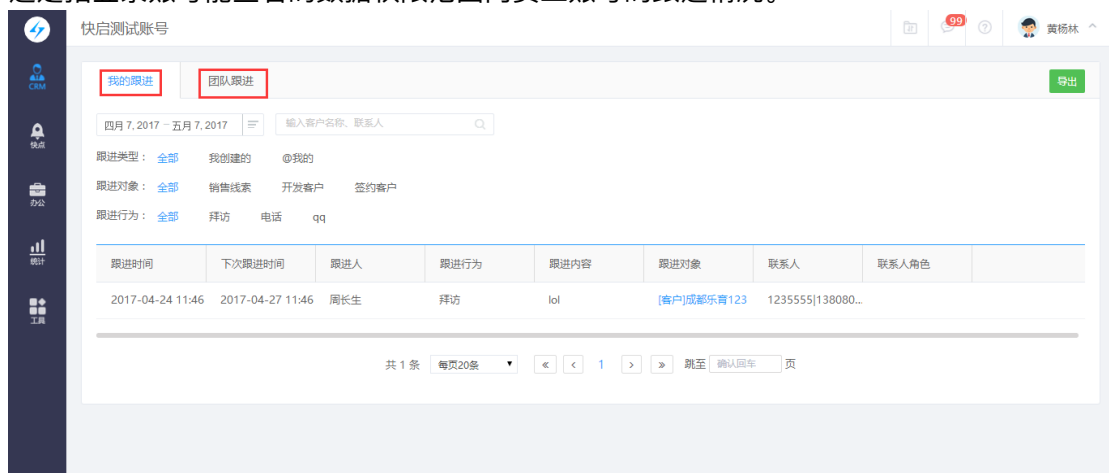 快启测试账号
99
黄杨林
CRM
快点
办公
统计
工具
我的跟进
团队跟进
导出
四月 7, 2017 - 五月 7, 2017
输入客户名称、联系人
跟进类型： 全部 我创建的 @我的
跟进对象： 全部 销售线索 开发客户 签约客户
跟进行为： 全部 拜访 电话 qq
跟进时间 下次跟进时间 跟进人 跟进行为 跟进内容 跟进对象 联系人 联系人角色
2017-04-24 11:46 2017-04-27 11:46 周长生 拜访 lol [客户]成都乐育123 1235555|138080...
共 1 条 每页20条 « < 1 > » 跳至 确认回车 页